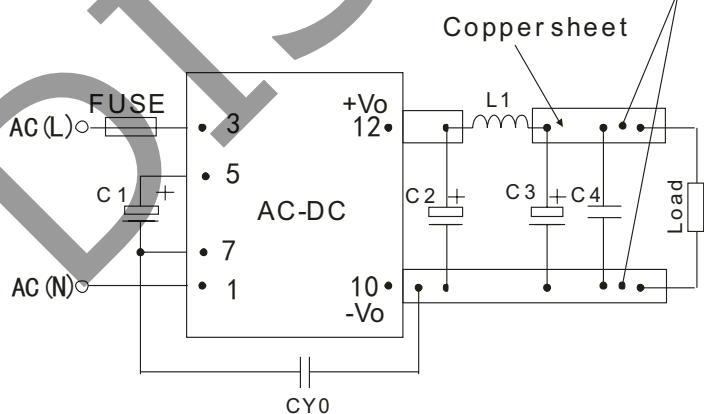 Copper sheet
FUSE
+Vo
L1
AC(L)
3
12
5
C1
+
AC-DC
C2
+
C3
+
C4
Load
7
AC(N)
1
10
-Vo
CY0